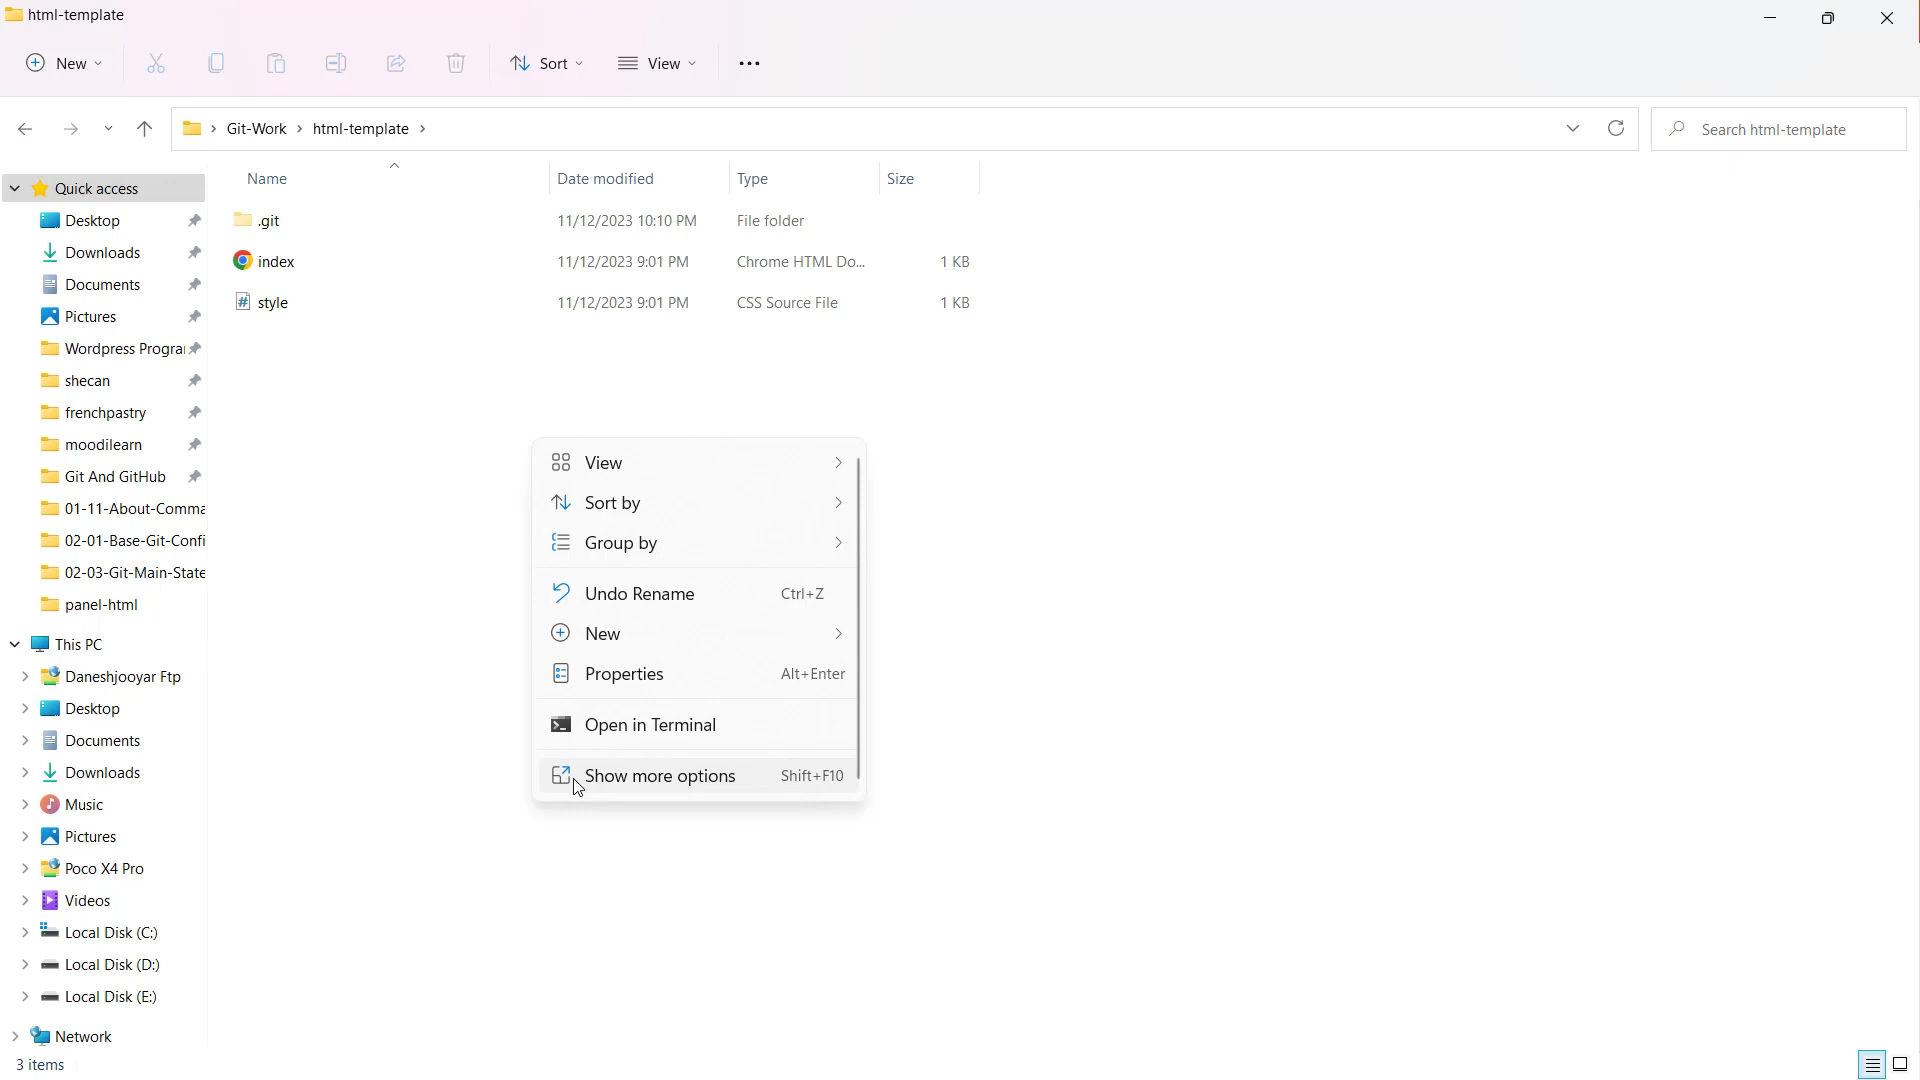 html-template
New
Sort
View
Git-Work
html-template
Search html-template
Name
Date modified
Type
Size
.git
11/12/2023 10:10 PM
File folder
index
11/12/2023 9:01 PM
Chrome HTML Do...
1 KB
style
11/12/2023 9:01 PM
CSS Source File
1 KB
Quick access
Desktop
Downloads
Documents
Pictures
Wordpress Prograr
shecan
frenchpastry
moodilearn
Git And GitHub
01-11-About-Comma
02-01-Base-Git-Confi
02-03-Git-Main-State
panel-html
This PC
Daneshjooyar Ftp
Desktop
Documents
Downloads
Music
Pictures
Poco X4 Pro
Videos
Local Disk (C:)
Local Disk (D:)
Local Disk (E:)
Network
View
Sort by
Group by
Undo Rename Ctrl+Z
New
Properties Alt+Enter
Open in Terminal
Show more options Shift+F10
3 items